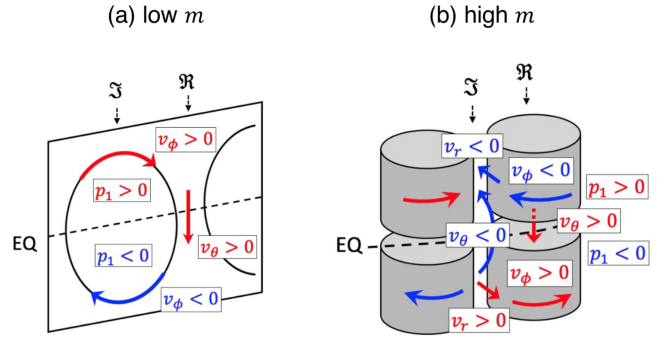 (a) low m
(b) high m
ℑ
ℜ
v_ϕ > 0
p_1 > 0
EQ
p_1 < 0
v_θ > 0
v_ϕ < 0
ℑ
ℜ
v_r < 0
v_ϕ < 0
p_1 > 0
v_θ < 0
v_θ > 0
EQ
p_1 < 0
v_ϕ > 0
v_r > 0